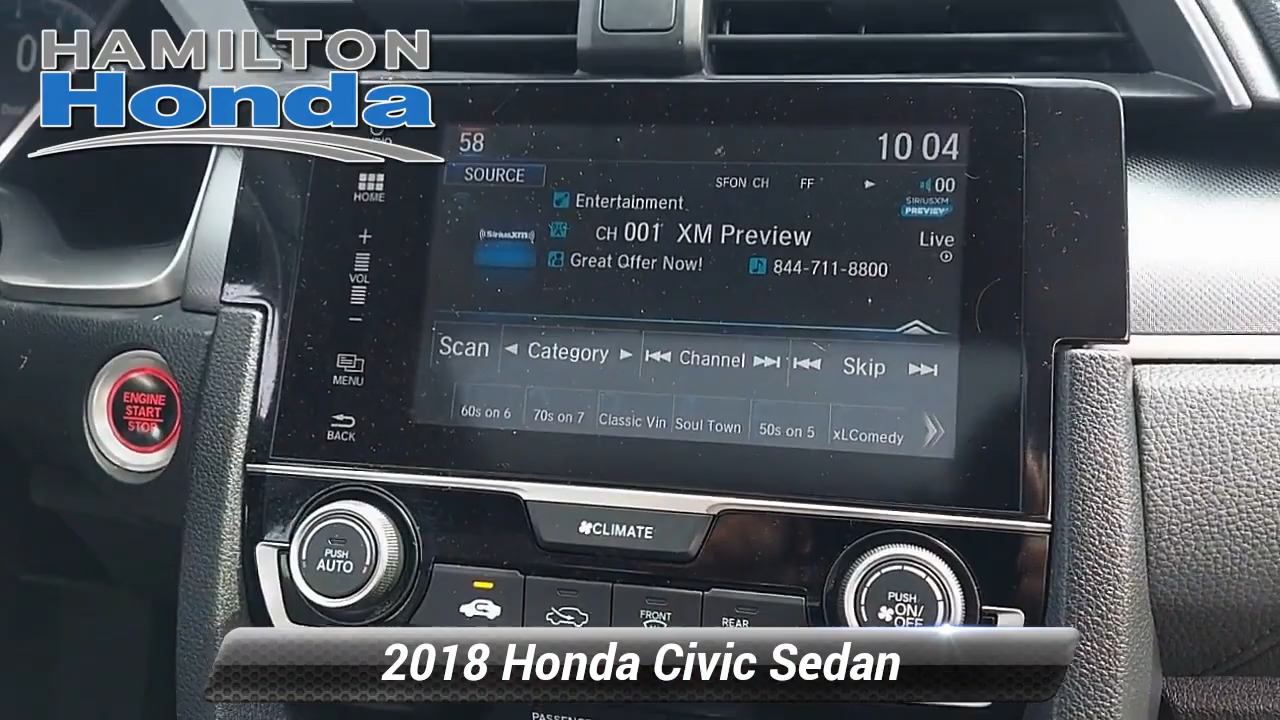 HAMILTON
Honda
58
10 04
SOURCE
SFON CH FF
00
SIRIUSXM
PREVIEW
HOME
Entertainment
(SiriusXM)
CH 001 XM Preview
Live
VOL
Great Offer Now!
844-711-8800
Scan
Category
Channel
Skip
MENU
60s on 6
70s on 7
Classic Vin
Soul Town
50s on 5
xLComedy
BACK
ENGINE
START
STOP
CLIMATE
PUSH
AUTO
FRONT
REAR
PUSH
ON/
OFF
2018 Honda Civic Sedan